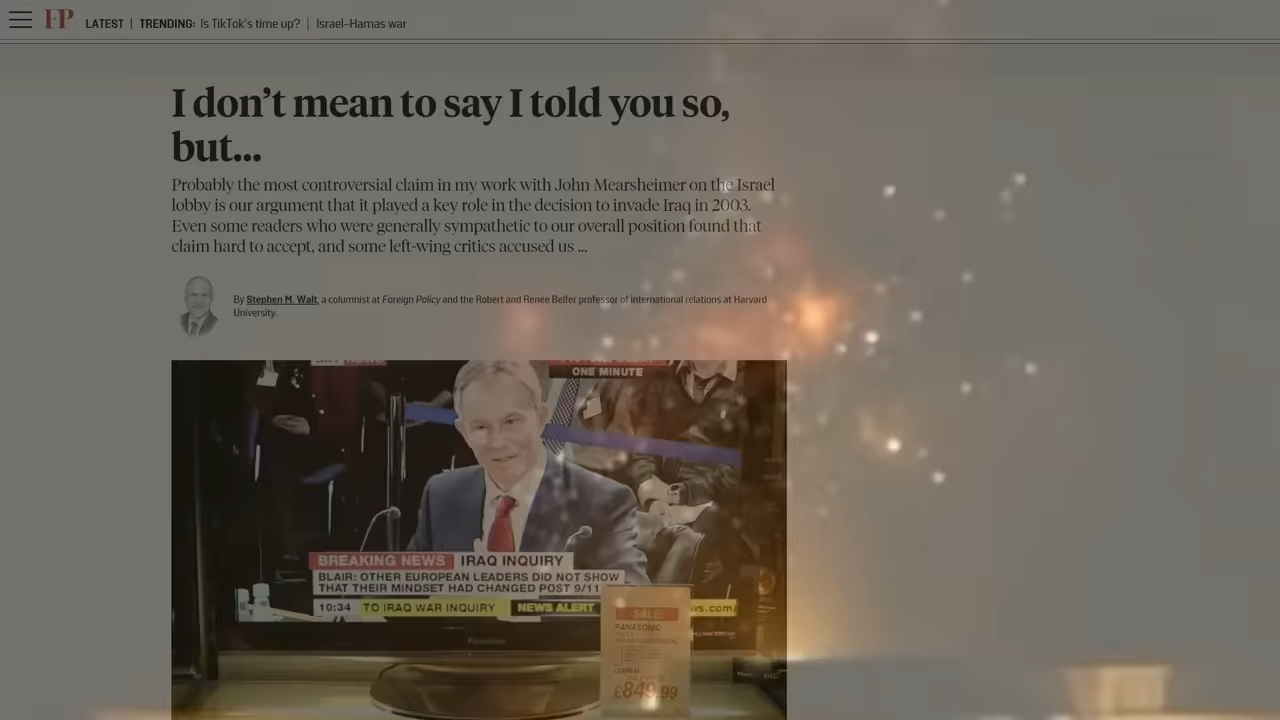 FP LATEST | TRENDING: Is TikTok's time up? | Israel-Hamas war
I don't mean to say I told you so,
but...
Probably the most controversial claim in my work with John Mearsheimer on the Israel
lobby is our argument that it played a key role in the decision to invade Iraq in 2003.
Even some readers who were generally sympathetic to our overall position found that
claim hard to accept, and some left-wing critics accused us ...
By Stephen M. Walt, a columnist at Foreign Policy and the Robert and Renée Belfer professor of international relations at Harvard
University.
ONE MINUTE
BREAKING NEWS IRAQ INQUIRY
BLAIR: OTHER EUROPEAN LEADERS DID NOT SHOW
THAT THEIR MINDSET HAD CHANGED POST 9/11
10:34 TO IRAQ WAR INQUIRY NEWS ALERT ws.com/
SALE
PANASONIC
Panasonic
£849.99